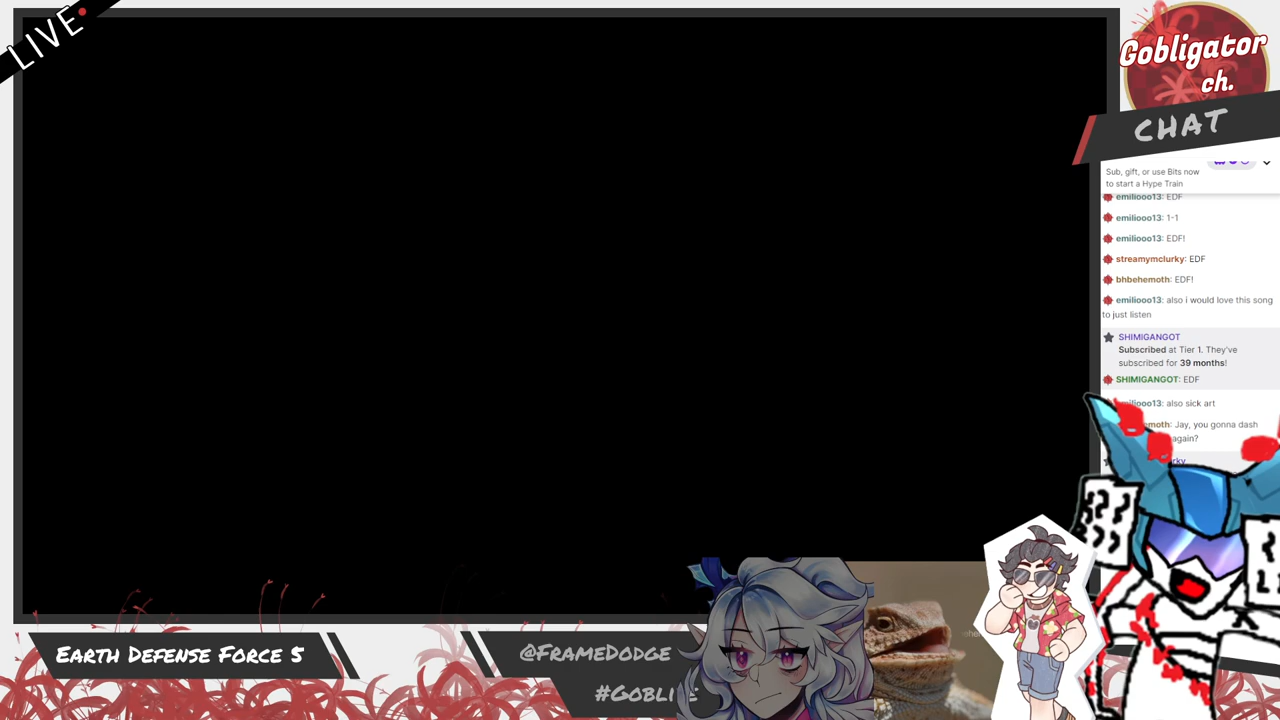 LIVE
Gobligator
ch.
CHAT
Sub, gift, or use Bits now
to start a Hype Train
emiliooo13: EDF
emiliooo13: 1-1
emiliooo13: EDF!
streamymclurky: EDF
bhbehemoth: EDF!
emiliooo13: also i would love this song
to just listen
SHIMIGANGOT
Subscribed at Tier 1. They've
subscribed for 39 months!
SHIMIGANGOT: EDF
emiliooo13: also sick art
emoth: Jay, you gonna dash
again?
rky
EARTH DEFENSE FORCE 5
@FRAMEDODGE